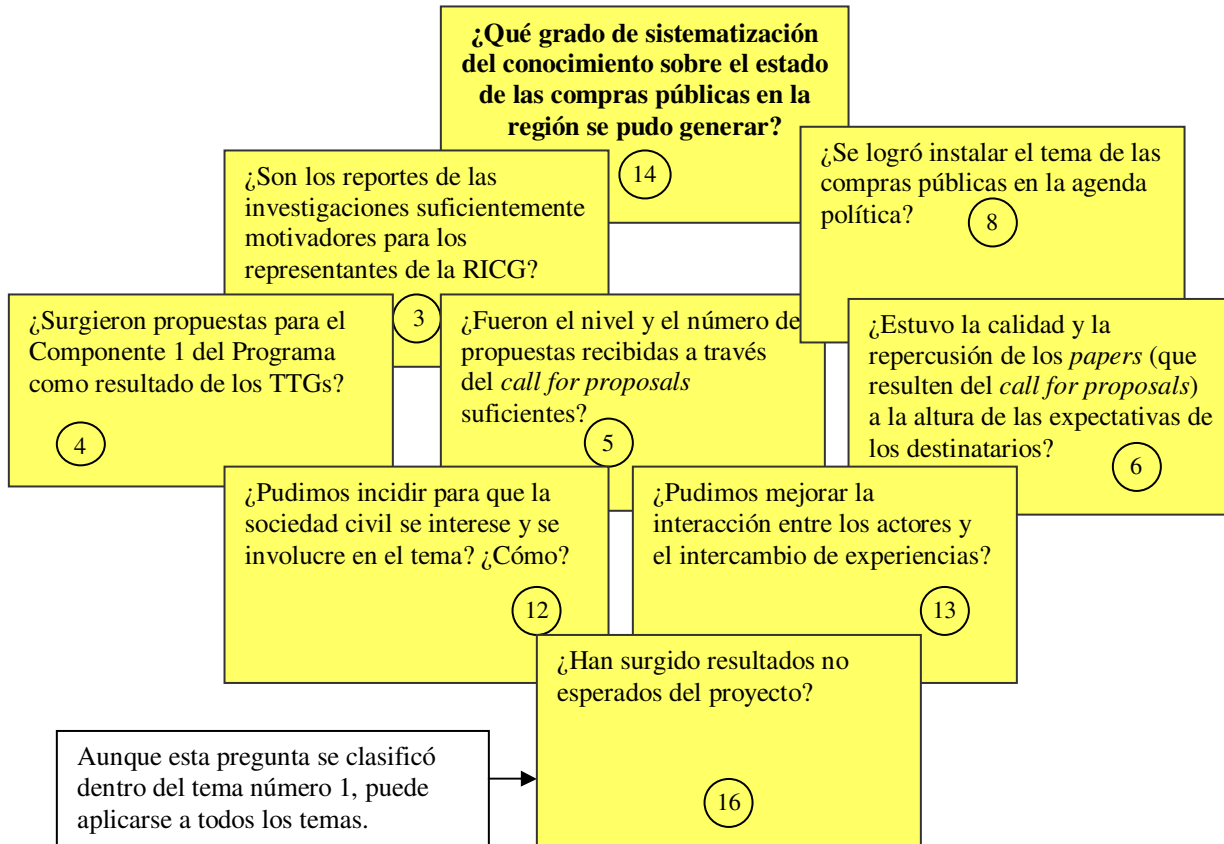 ¿Qué grado de sistematización
del conocimiento sobre el estado
de las compras públicas en la
región se pudo generar?
14
¿Se logró instalar el tema de las
compras públicas en la agenda
política?
8
¿Son los reportes de las
investigaciones suficientemente
motivadores para los
representantes de la RICG?
3
¿Surgieron propuestas para el
Componente 1 del Programa
como resultado de los TTGs?
4
¿Fueron el nivel y el número de
propuestas recibidas a través
del call for proposals
suficientes?
5
¿Estuvo la calidad y la
repercusión de los papers (que
resulten del call for proposals)
a la altura de las expectativas de
los destinatarios?
6
¿Pudimos incidir para que la
sociedad civil se interese y se
involucre en el tema? ¿Cómo?
12
¿Pudimos mejorar la
interacción entre los actores y
el intercambio de experiencias?
13
¿Han surgido resultados no
esperados del proyecto?
16
Aunque esta pregunta se clasificó
dentro del tema número 1, puede
aplicarse a todos los temas.